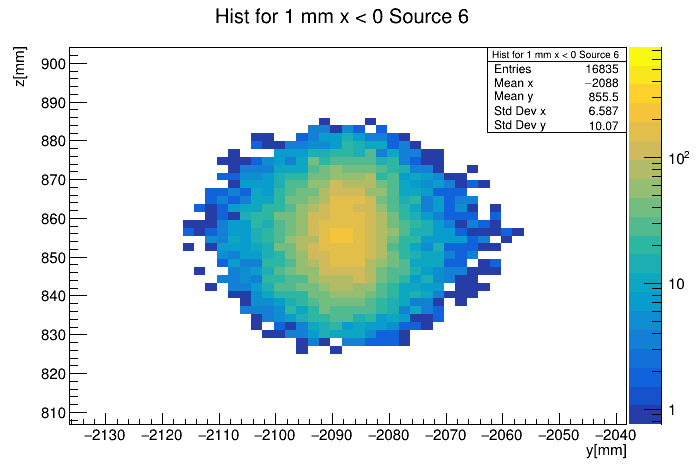 Hist for 1 mm x < 0 Source 6
z[mm]
Hist for 1 mm x < 0 Source 6
Entries 16835
Mean x −2088
Mean y 855.5
Std Dev x 6.587
Std Dev y 10.07
900
890
880
870
860
850
840
830
820
810
10²
10
1
−2130 −2120 −2110 −2100 −2090 −2080 −2070 −2060 −2050 −2040
y[mm]